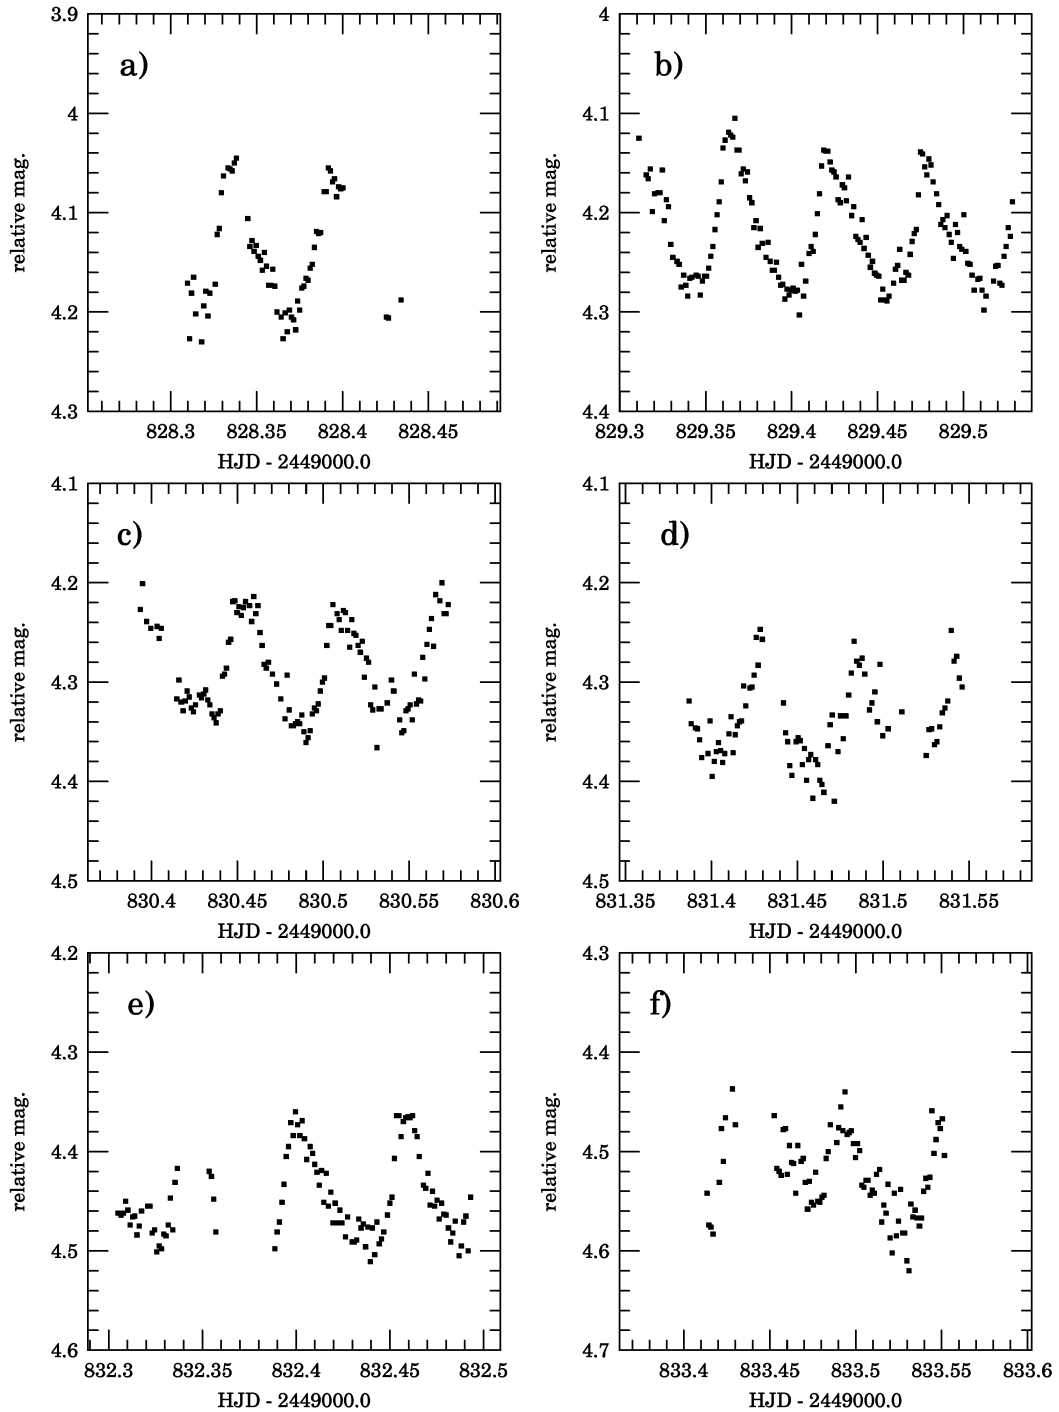 a)
3.9
4
4.1
4.2
4.3
relative mag.
828.3 828.35 828.4 828.45
HJD - 2449000.0
b)
4
4.1
4.2
4.3
4.4
relative mag.
829.3 829.35 829.4 829.45 829.5
HJD - 2449000.0
c)
4.1
4.2
4.3
4.4
4.5
relative mag.
830.4 830.45 830.5 830.55 830.6
HJD - 2449000.0
d)
4.1
4.2
4.3
4.4
4.5
relative mag.
831.35 831.4 831.45 831.5 831.55
HJD - 2449000.0
e)
4.2
4.3
4.4
4.5
4.6
relative mag.
832.3 832.35 832.4 832.45 832.5
HJD - 2449000.0
f)
4.3
4.4
4.5
4.6
4.7
relative mag.
833.4 833.45 833.5 833.55 833.6
HJD - 2449000.0